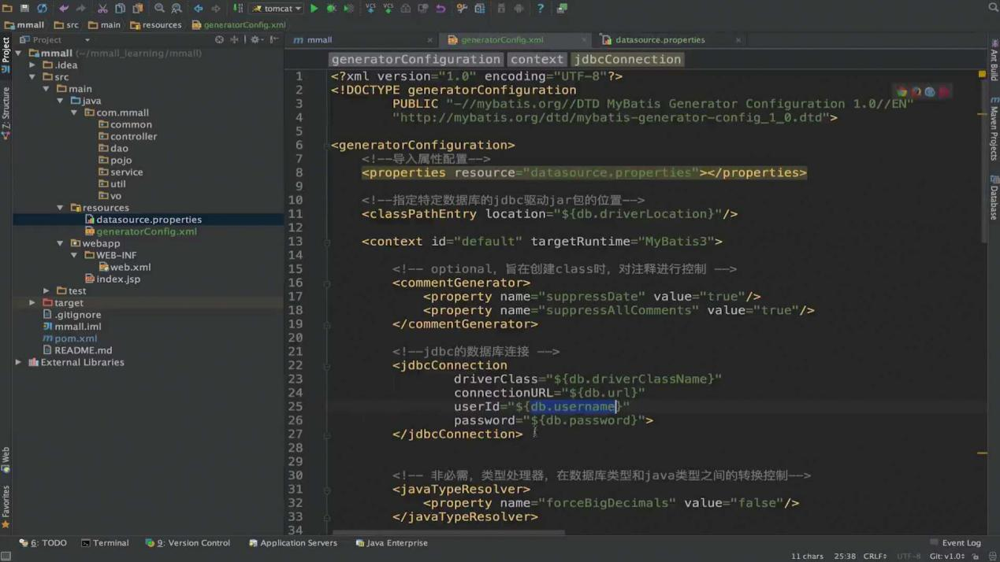 tomcat
mmall
src
main
resources
generatorConfig.xml
Project
mmall
generatorConfig.xml
datasource.properties
mmall (~/mmall_learning/mmall)
.idea
src
main
java
com.mmall
common
controller
dao
pojo
service
util
vo
resources
datasource.properties
generatorConfig.xml
webapp
WEB-INF
web.xml
index.jsp
test
target
.gitignore
mmall.iml
pom.xml
README.md
External Libraries
Project
Z: Structure
Web
Favorites
generatorConfiguration context jdbcConnection
1 <?xml version="1.0" encoding="UTF-8"?>
2 <!DOCTYPE generatorConfiguration
3 PUBLIC "-//mybatis.org//DTD MyBatis Generator Configuration 1.0//EN"
4 "http://mybatis.org/dtd/mybatis-generator-config_1_0.dtd">
5
6 <generatorConfiguration>
7 <!--导入属性配置-->
8 <properties resource="datasource.properties"></properties>
9
10 <!--指定特定数据库的jdbc驱动jar包的位置-->
11 <classPathEntry location="${db.driverLocation}"/>
12
13 <context id="default" targetRuntime="MyBatis3">
14
15 <!-- optional，旨在创建class时，对注释进行控制 -->
16 <commentGenerator>
17 <property name="suppressDate" value="true"/>
18 <property name="suppressAllComments" value="true"/>
19 </commentGenerator>
20
21 <!--jdbc的数据库连接 -->
22 <jdbcConnection
23 driverClass="${db.driverClassName}"
24 connectionURL="${db.url}"
25 userId="${db.username}"
26 password="${db.password}">
27 </jdbcConnection>
28
29
30 <!-- 非必需，类型处理器，在数据库类型和java类型之间的转换控制-->
31 <javaTypeResolver>
32 <property name="forceBigDecimals" value="false"/>
33 </javaTypeResolver>
34
Ant Build
Maven Projects
Database
6: TODO
Terminal
9: Version Control
Application Servers
Java Enterprise
Event Log
11 chars 25:38 CRLF UTF-8 Git: v1.0